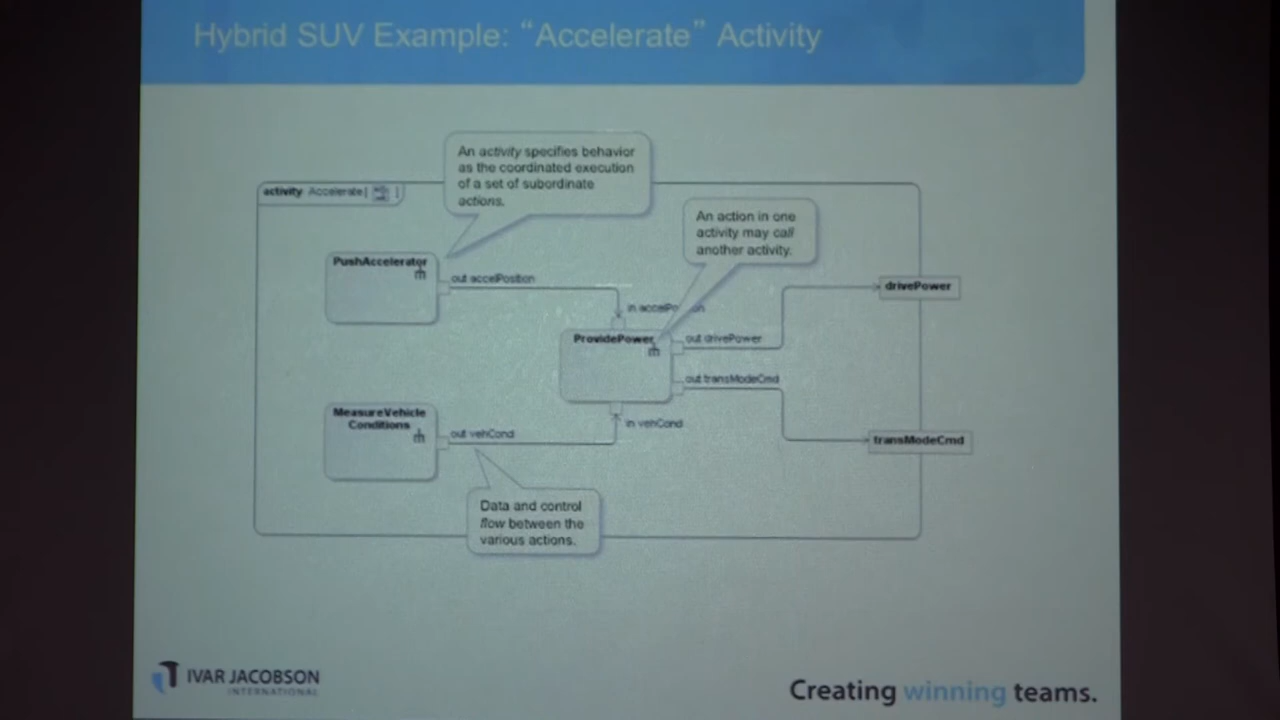 Hybrid SUV Example: “Accelerate” Activity
An activity specifies behavior
as the coordinated execution
of a set of subordinate
actions.
activity Accelerate [ ]
An action in one
activity may call
another activity.
PushAccelerator
out accelPosition
drivePower
in accelPo
ProvidePower
out drivePower
out transModeCmd
MeasureVehicle
Conditions
in vehCond
out vehCond
transModeCmd
Data and control
flow between the
various actions.
IVAR JACOBSON
INTERNATIONAL
Creating winning teams.